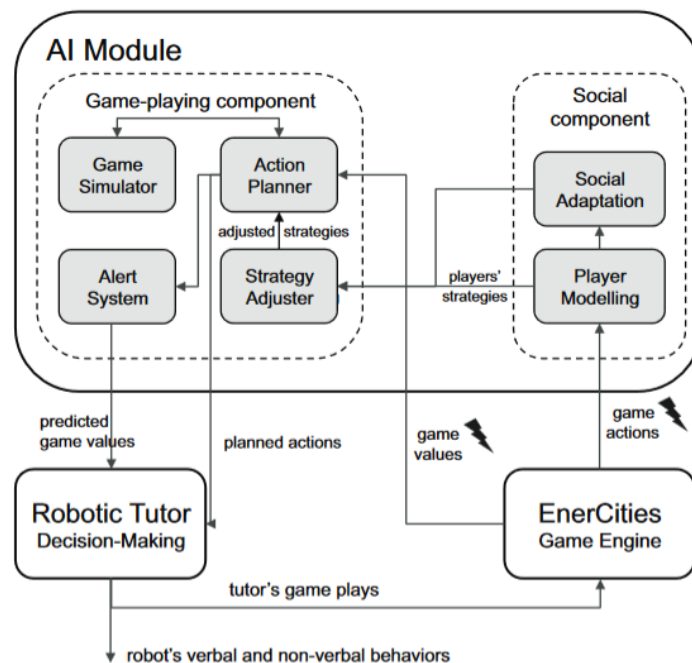 AI Module
Game-playing component
Social
component
Game
Simulator
Action
Planner
Social
Adaptation
adjusted strategies
Alert
System
Strategy
Adjuster
players'
strategies
Player
Modelling
predicted
game values
planned actions
game
values
game
actions
Robotic Tutor
Decision-Making
EnerCities
Game Engine
tutor's game plays
robot's verbal and non-verbal behaviors